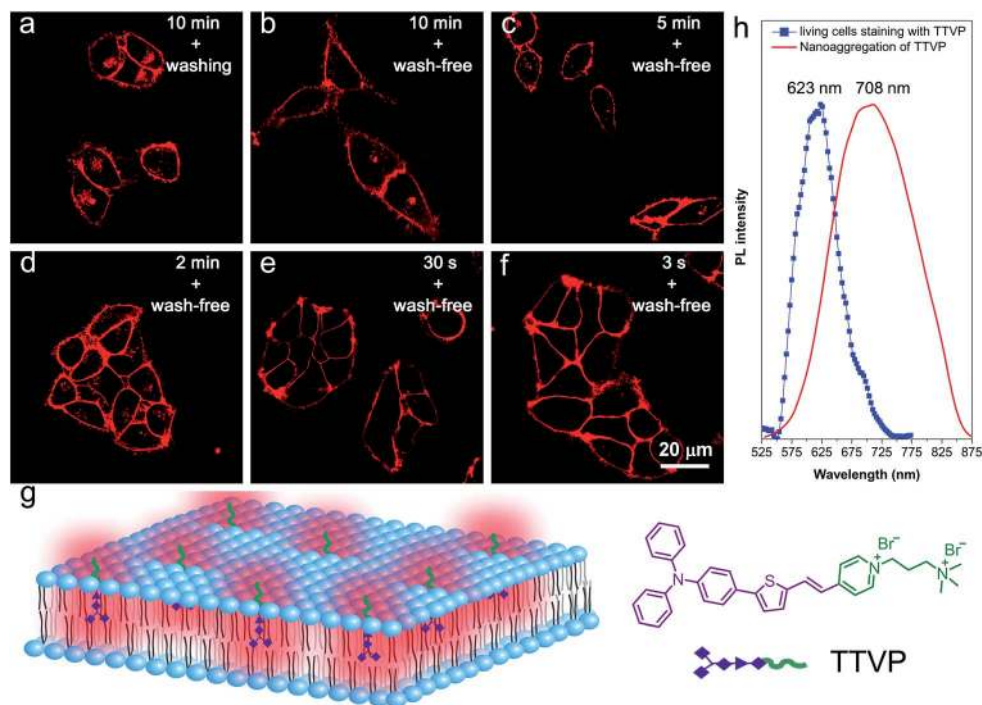 a
10 min
+
washing
b
10 min
+
wash-free
c
5 min
+
wash-free
d
2 min
+
wash-free
e
30 s
+
wash-free
f
3 s
+
wash-free
20 μm
g
h
living cells staining with TTVP
Nanoaggregation of TTVP
623 nm
708 nm
PL intensity
525 575 625 675 725 775 825 875
Wavelength (nm)
N
S
N+
Br−
N+
Br−
TTVP